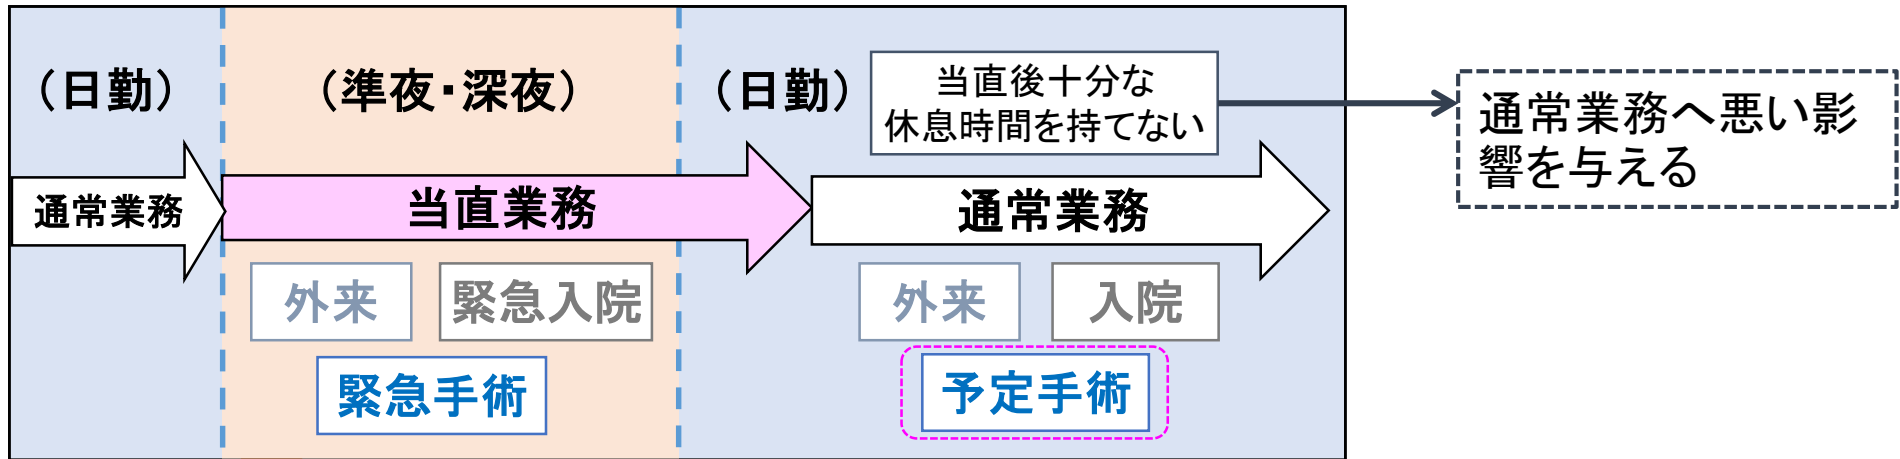 （日勤）
（準夜・深夜）
（日勤）
当直後十分な
休息時間を持てない
通常業務へ悪い影
響を与える
通常業務
当直業務
通常業務
外来
緊急入院
外来
入院
緊急手術
予定手術